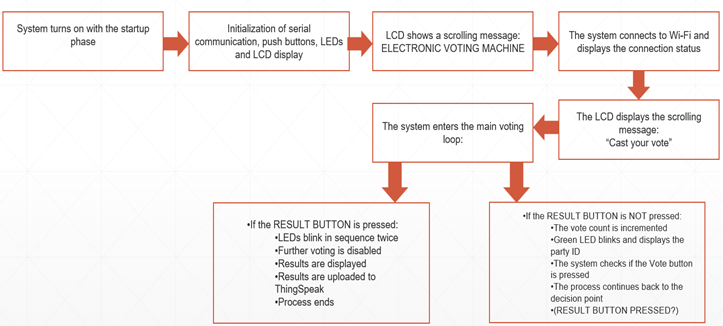 System turns on with the startup
phase
Initialization of serial
communication, push buttons, LEDs
and LCD display
LCD shows a scrolling message:
ELECTRONIC VOTING MACHINE
The system connects to Wi-Fi and
displays the connection status
The LCD displays the scrolling
message:
“Cast your vote”
The system enters the main voting
loop:
•If the RESULT BUTTON is pressed:
•LEDs blink in sequence twice
•Further voting is disabled
•Results are displayed
•Results are uploaded to
ThingSpeak
•Process ends
•If the RESULT BUTTON is NOT pressed:
•The vote count is incremented
•Green LED blinks and displays the
party ID
•The system checks if the Vote button
is pressed
•The process continues back to the
decision point
•(RESULT BUTTON PRESSED?)